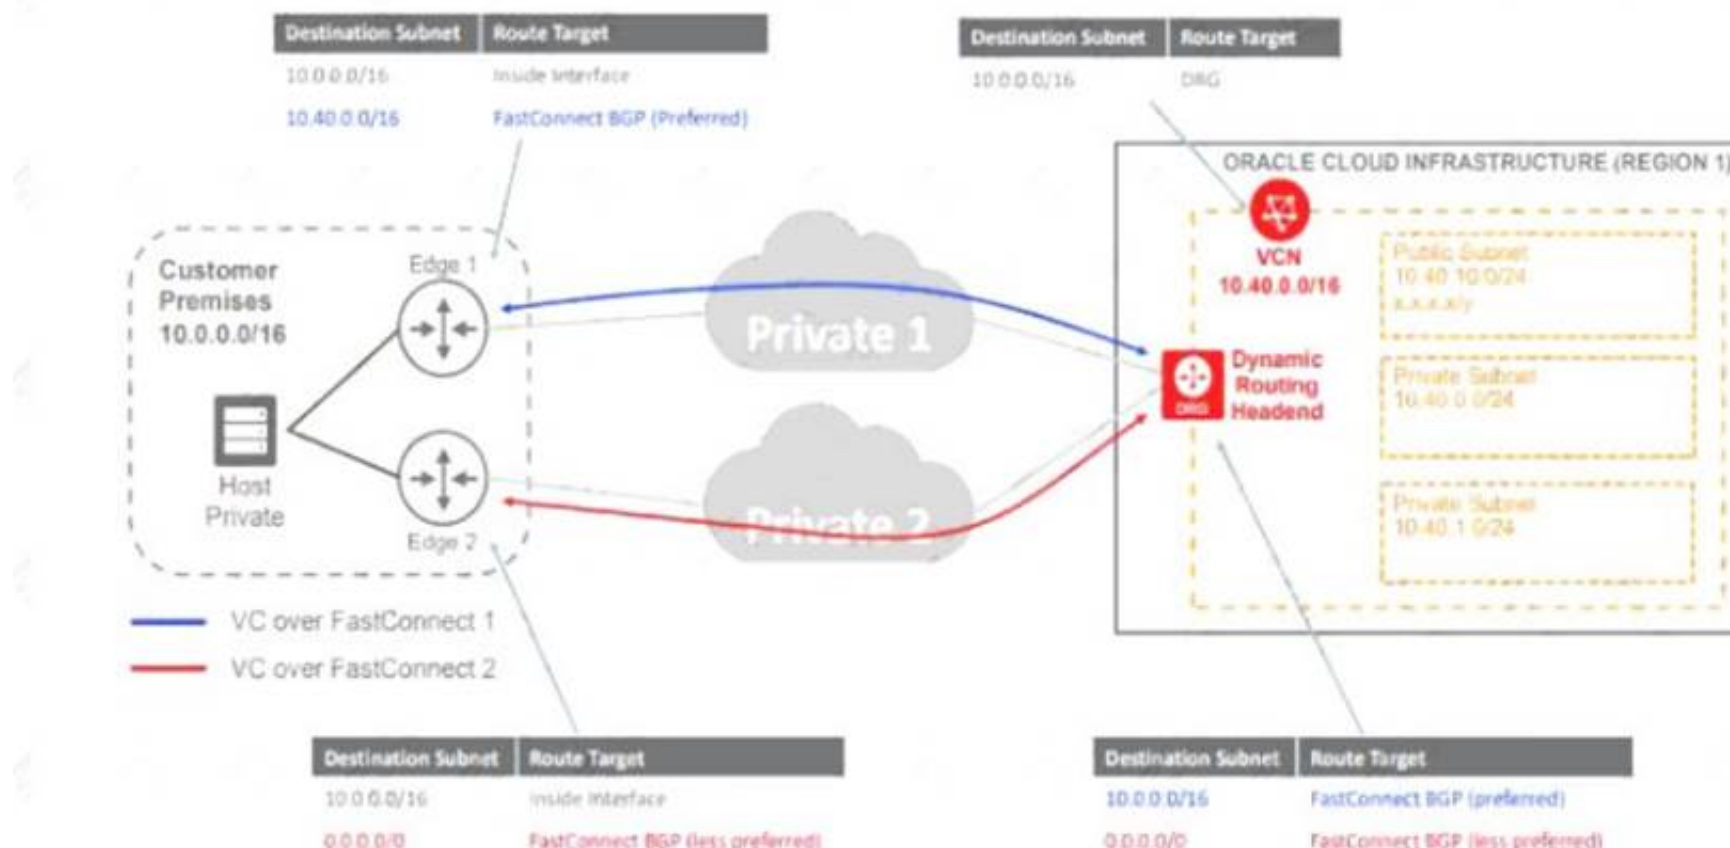 Destination Subnet Route Target
10.0.0.0/16 Inside Interface
10.40.0.0/16 FastConnect BGP (Preferred)
Destination Subnet Route Target
10.0.0.0/16 DRG
ORACLE CLOUD INFRASTRUCTURE (REGION 1)
VCN
10.40.0.0/16
Public Subnet
10.40.10.0/24
x.x.x.x/y
Private Subnet
10.40.0.0/24
Private Subnet
10.40.1.0/24
Dynamic
Routing
Headend
DRG
Customer
Premises
10.0.0.0/16
Edge 1
Host
Private
Edge 2
Private 1
Private 2
VC over FastConnect 1
VC over FastConnect 2
Destination Subnet Route Target
10.0.0.0/16 Inside Interface
0.0.0.0/0 FastConnect BGP (less preferred)
Destination Subnet Route Target
10.0.0.0/16 FastConnect BGP (preferred)
0.0.0.0/0 FastConnect BGP (less preferred)